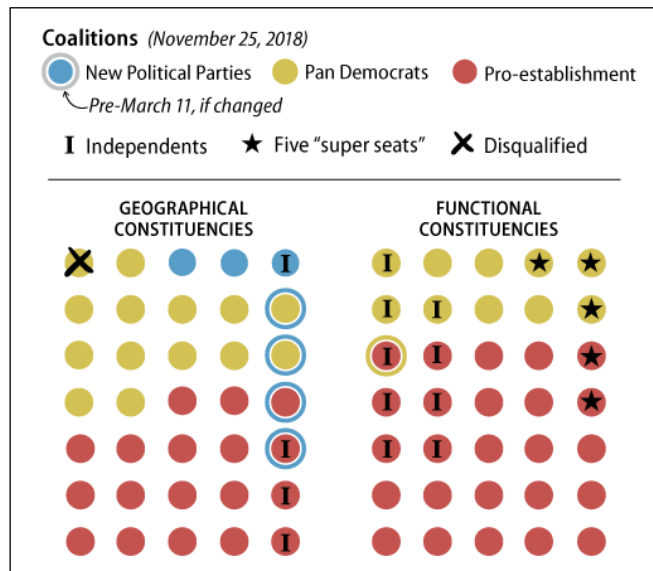 Coalitions (November 25, 2018)
New Political Parties Pan Democrats Pro-establishment
Pre-March 11, if changed
I Independents ★ Five “super seats” ✗ Disqualified
GEOGRAPHICAL CONSTITUENCIES
FUNCTIONAL CONSTITUENCIES
I I
I I
I I
I I
I I I
I
I